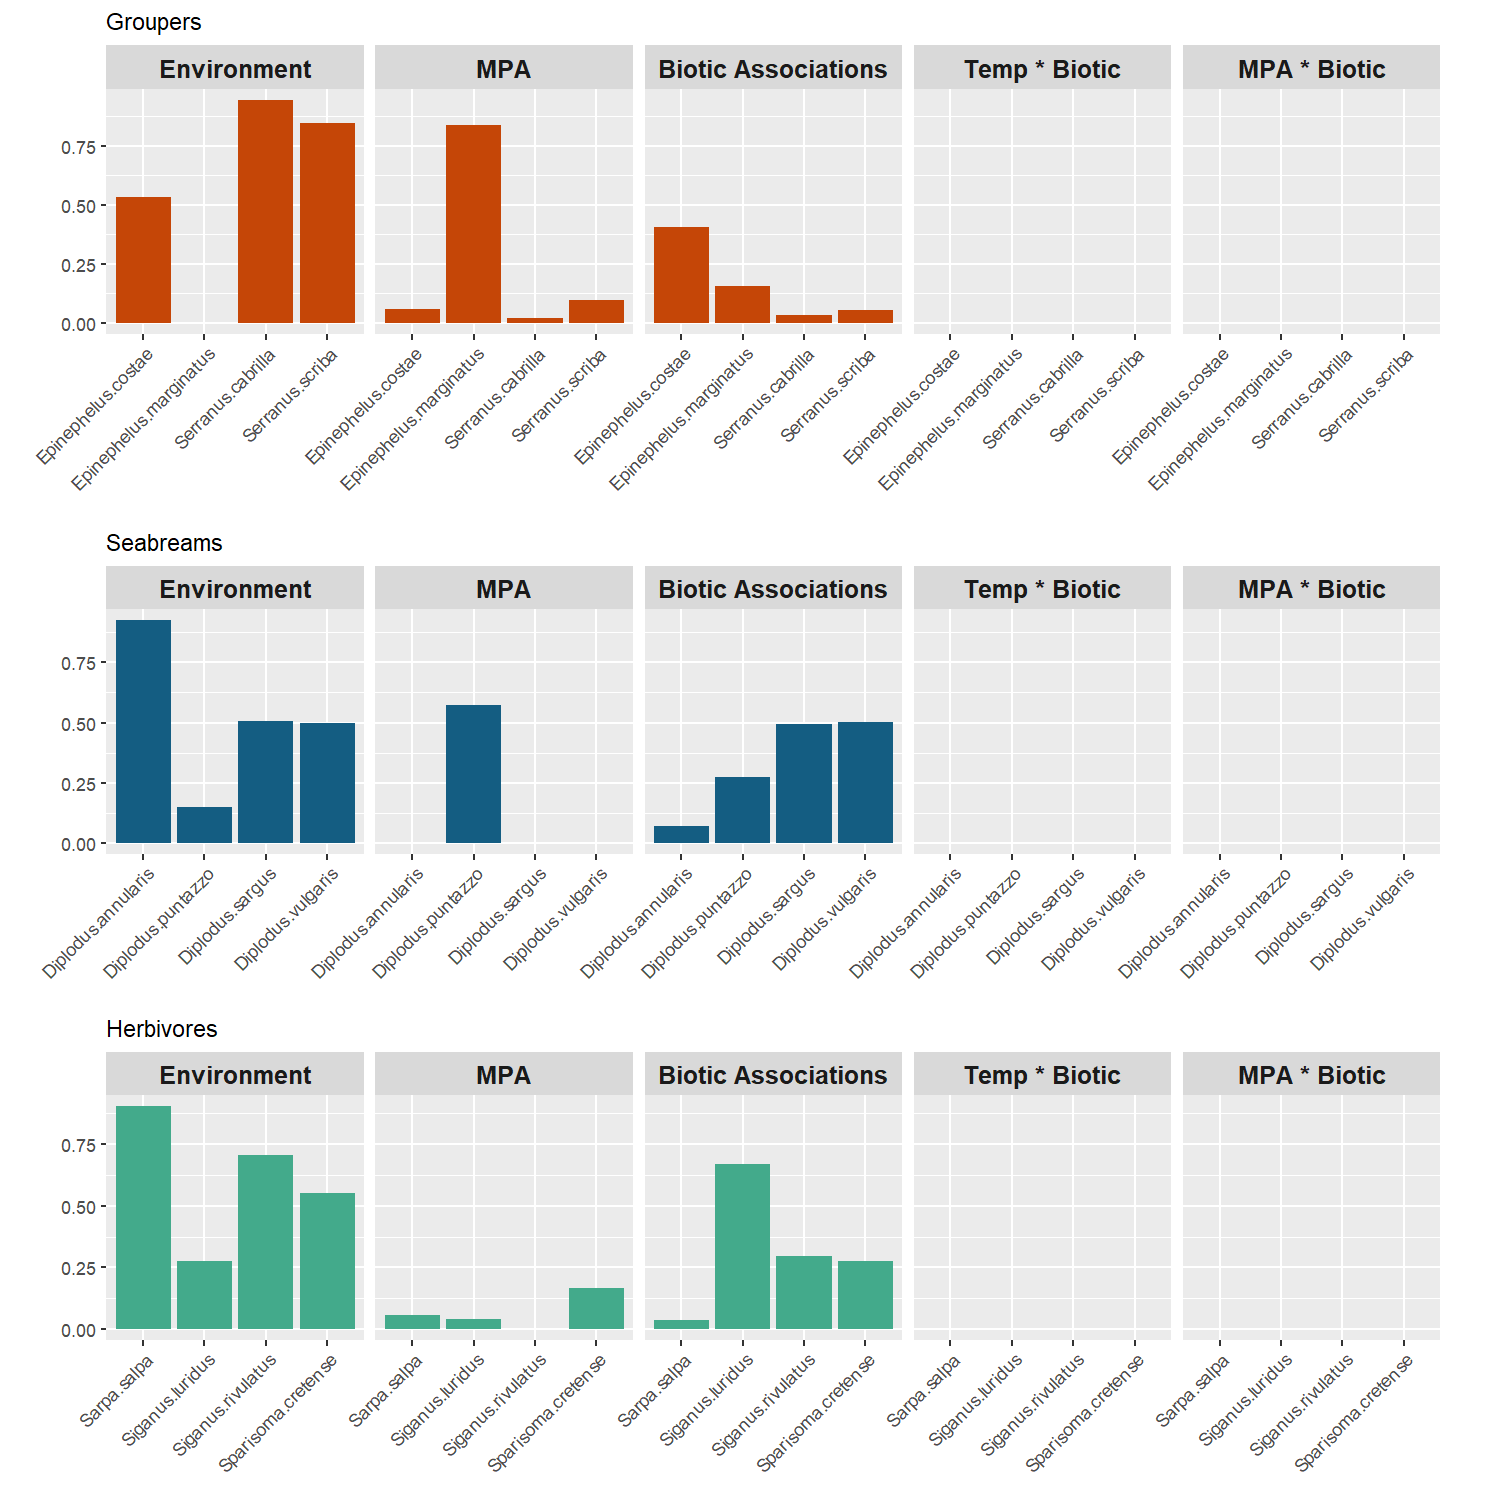 Groupers
Environment MPA Biotic Associations Temp * Biotic MPA * Biotic
0.75
0.50
0.25
0.00
Epinephelus.costae Epinephelus.marginatus Serranus.cabrilla Serranus.scriba Epinephelus.costae Epinephelus.marginatus Serranus.cabrilla Serranus.scriba Epinephelus.costae Epinephelus.marginatus Serranus.cabrilla Serranus.scriba Epinephelus.costae Epinephelus.marginatus Serranus.cabrilla Serranus.scriba Epinephelus.costae Epinephelus.marginatus Serranus.cabrilla Serranus.scriba
Seabreams
Environment MPA Biotic Associations Temp * Biotic MPA * Biotic
0.75
0.50
0.25
0.00
Diplodus.annularis Diplodus.puntazzo Diplodus.sargus Diplodus.vulgaris Diplodus.annularis Diplodus.puntazzo Diplodus.sargus Diplodus.vulgaris Diplodus.annularis Diplodus.puntazzo Diplodus.sargus Diplodus.vulgaris Diplodus.annularis Diplodus.puntazzo Diplodus.sargus Diplodus.vulgaris Diplodus.annularis Diplodus.puntazzo Diplodus.sargus Diplodus.vulgaris
Herbivores
Environment MPA Biotic Associations Temp * Biotic MPA * Biotic
0.75
0.50
0.25
0.00
Sarpa.salpa Siganus.luridus Siganus.rivulatus Sparisoma.cretense Sarpa.salpa Siganus.luridus Siganus.rivulatus Sparisoma.cretense Sarpa.salpa Siganus.luridus Siganus.rivulatus Sparisoma.cretense Sarpa.salpa Siganus.luridus Siganus.rivulatus Sparisoma.cretense Sarpa.salpa Siganus.luridus Siganus.rivulatus Sparisoma.cretense